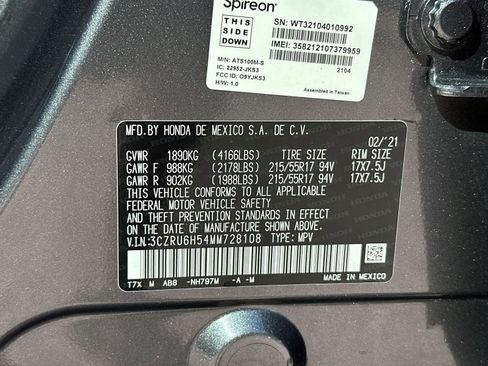 Spireon
THIS
SIDE
DOWN
SN: WT32104010992
IMEI: 358212107379959
M/N: ATS100M-S
IC: 22952-JKS3
FCC ID: O9YJKS3
H/W: 1.0
2104
Assembled in Taiwan
MFD.BY HONDA DE MEXICO S.A. DE C.V.
02/'21
GVWR 1890KG (4166LBS) TIRE SIZE RIM SIZE
GAWR F 988KG (2178LBS) 215/55R17 94V 17X7.5J
GAWR R 902KG (1988LBS) 215/55R17 94V 17X7.5J
THIS VEHICLE CONFORMS TO ALL APPLICABLE
FEDERAL MOTOR VEHICLE SAFETY
AND THEFT PREVENTION STANDARDS IN EFFECT
ON THE DATE OF MANUFACTURE SHOWN ABOVE.
V.I.N:3CZRU6H54MM728108 TYPE: MPV
T7X M AB8 -NH797M -A -M
MADE IN MEXICO